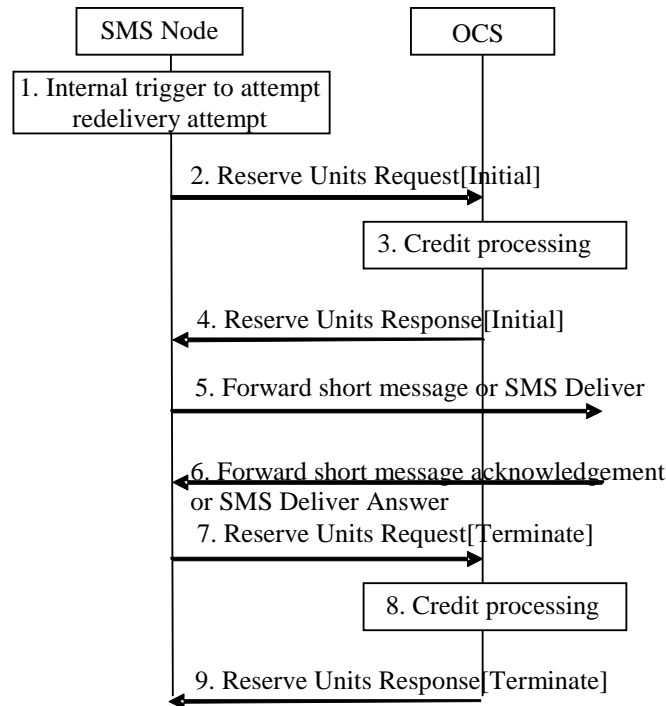 SMS Node
OCS
1. Internal trigger to attempt
redelivery attempt
2. Reserve Units Request[Initial]
3. Credit processing
4. Reserve Units Response[Initial]
5. Forward short message or SMS Deliver
6. Forward short message acknowledgement
or SMS Deliver Answer
7. Reserve Units Request[Terminate]
8. Credit processing
9. Reserve Units Response[Terminate]